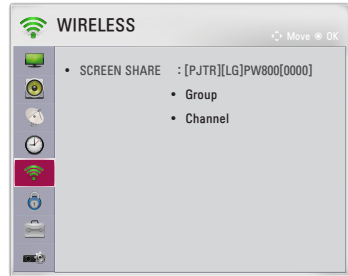 WIRELESS
Move OK
• SCREEN SHARE : [PJTR][LG]PW800[0000]
• Group
• Channel